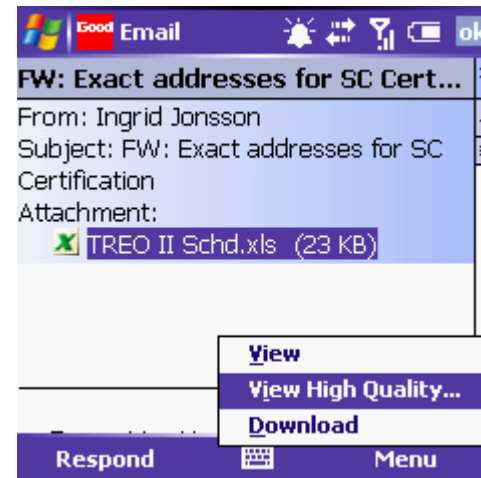 Good Email ok
FW: Exact addresses for SC Cert...
From: Ingrid Jonsson
Subject: FW: Exact addresses for SC
Certification
Attachment:
TREO II Schd.xls (23 KB)
View
View High Quality...
Download
Respond Menu